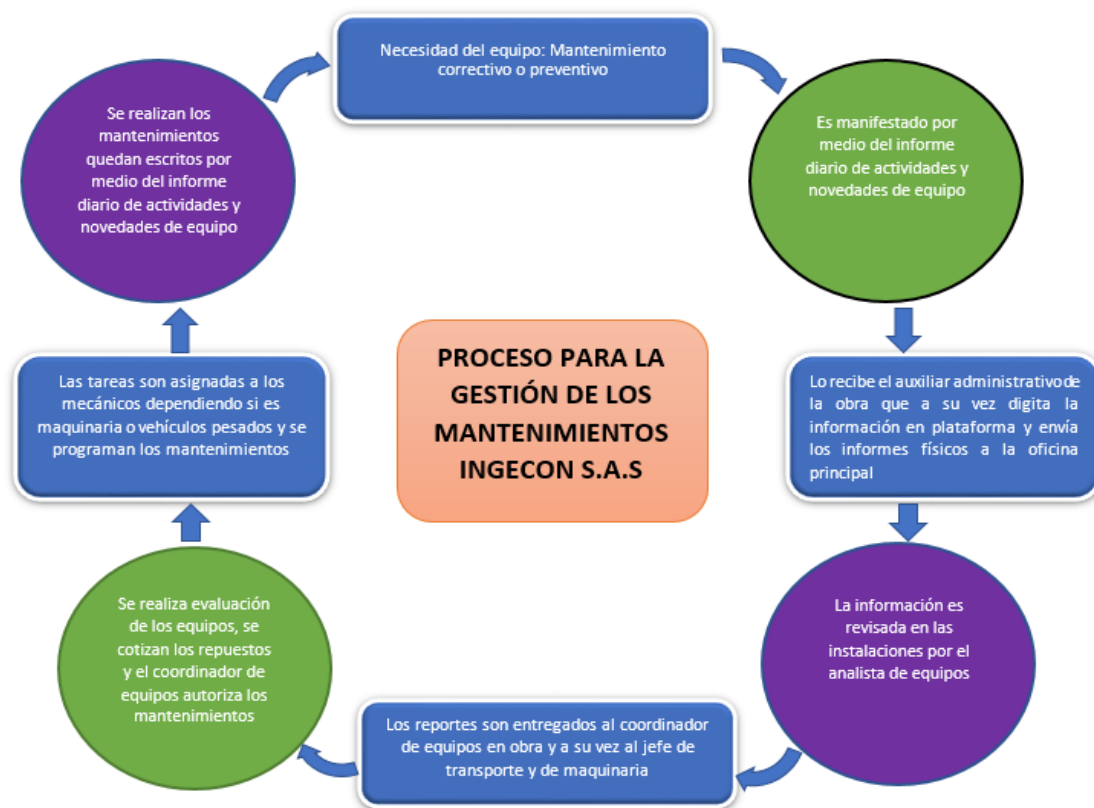 Necesidad del equipo: Mantenimiento
correctivo o preventivo
Es manifestado por
medio del informe
diario de actividades y
novedades de equipo
Lo recibe el auxiliar administrativo de
la obra que a su vez digita la
información en plataforma y envía
los informes físicos a la oficina
principal
La información es
revisada en las
instalaciones por el
analista de equipos
Los reportes son entregados al coordinador
de equipos en obra y a su vez al jefe de
transporte y de maquinaria
Se realiza evaluación
de los equipos, se
cotizan los repuestos
y el coordinador de
equipos autoriza los
mantenimientos
Las tareas son asignadas a los
mecánicos dependiendo si es
maquinaria o vehículos pesados y se
programan los mantenimientos
Se realizan los
mantenimientos
quedan escritos por
medio del informe
diario de actividades y
novedades de equipo
PROCESO PARA LA
GESTIÓN DE LOS
MANTENIMIENTOS
INGECON S.A.S